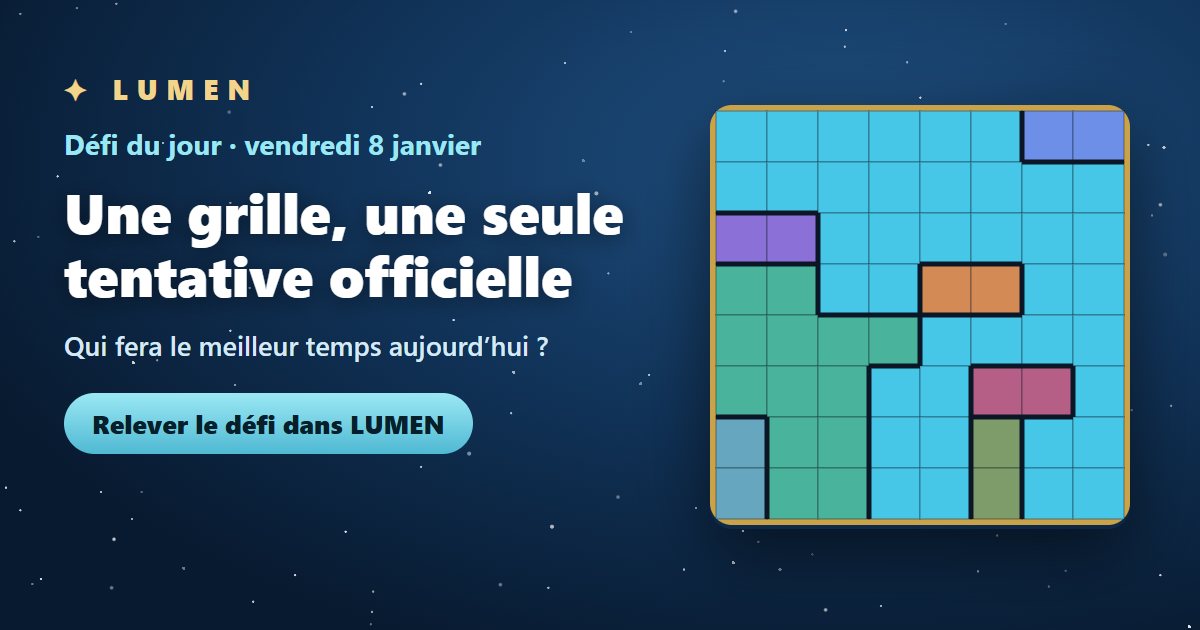 LUMEN
Défi du jour · vendredi 8 janvier
Une grille, une seule
tentative officielle
Qui fera le meilleur temps aujourd’hui ?
Relever le défi dans LUMEN